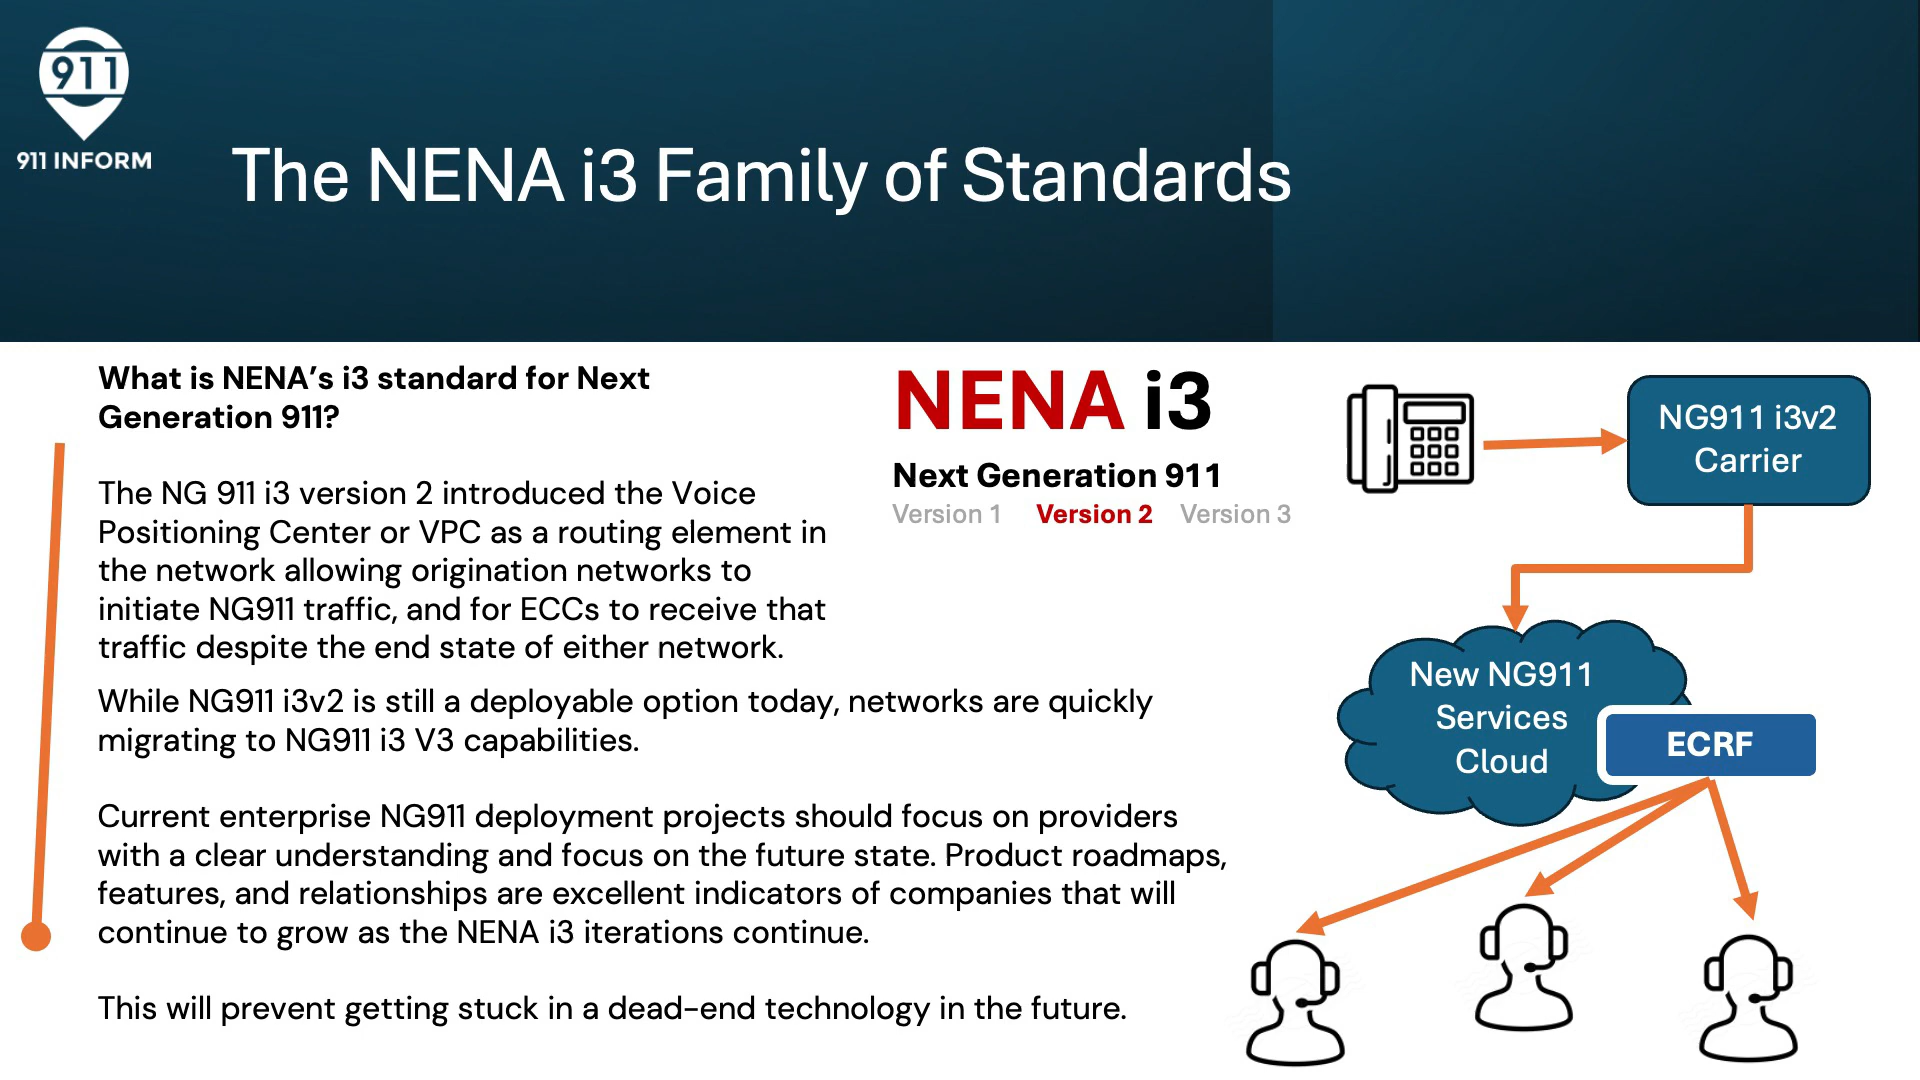 911
911 INFORM
The NENA i3 Family of Standards
What is NENA's i3 standard for Next
Generation 911?
The NG 911 i3 version 2 introduced the Voice
Positioning Center or VPC as a routing element in
the network allowing origination networks to
initiate NG911 traffic, and for ECCs to receive that
traffic despite the end state of either network.
While NG911 i3v2 is still a deployable option today, networks are quickly
migrating to NG911 i3 V3 capabilities.
Current enterprise NG911 deployment projects should focus on providers
with a clear understanding and focus on the future state. Product roadmaps,
features, and relationships are excellent indicators of companies that will
continue to grow as the NENA i3 iterations continue.
This will prevent getting stuck in a dead-end technology in the future.
NENA i3
Next Generation 911
Version 1 Version 2 Version 3
NG911 i3v2
Carrier
New NG911
Services
Cloud
ECRF